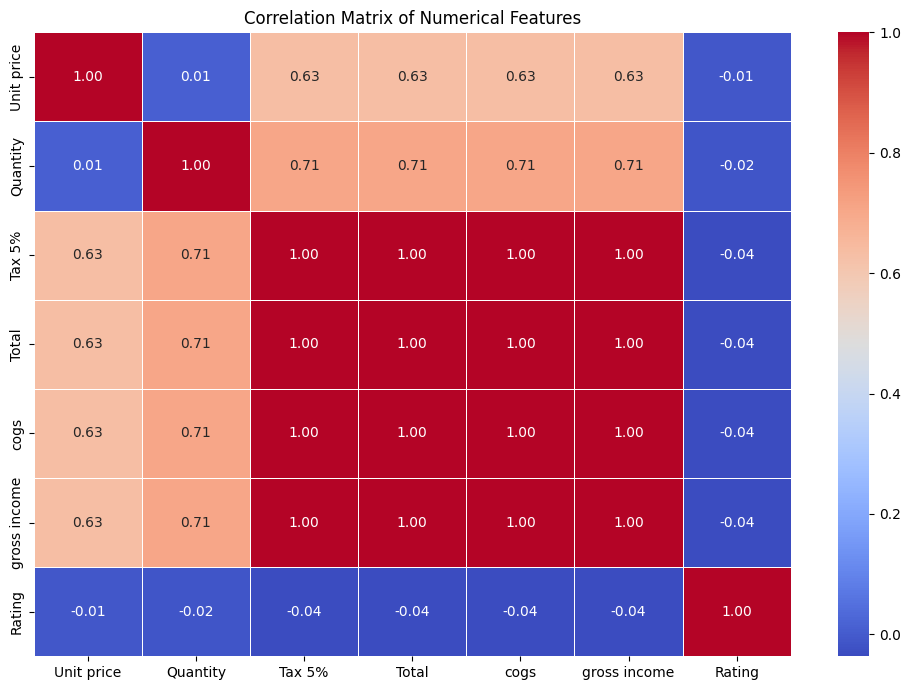 Correlation Matrix of Numerical Features
Unit price 1.00 0.01 0.63 0.63 0.63 0.63 -0.01
Quantity 0.01 1.00 0.71 0.71 0.71 0.71 -0.02
Tax 5% 0.63 0.71 1.00 1.00 1.00 1.00 -0.04
Total 0.63 0.71 1.00 1.00 1.00 1.00 -0.04
cogs 0.63 0.71 1.00 1.00 1.00 1.00 -0.04
gross income 0.63 0.71 1.00 1.00 1.00 1.00 -0.04
Rating -0.01 -0.02 -0.04 -0.04 -0.04 -0.04 1.00
Unit price Quantity Tax 5% Total cogs gross income Rating
1.0
0.8
0.6
0.4
0.2
0.0